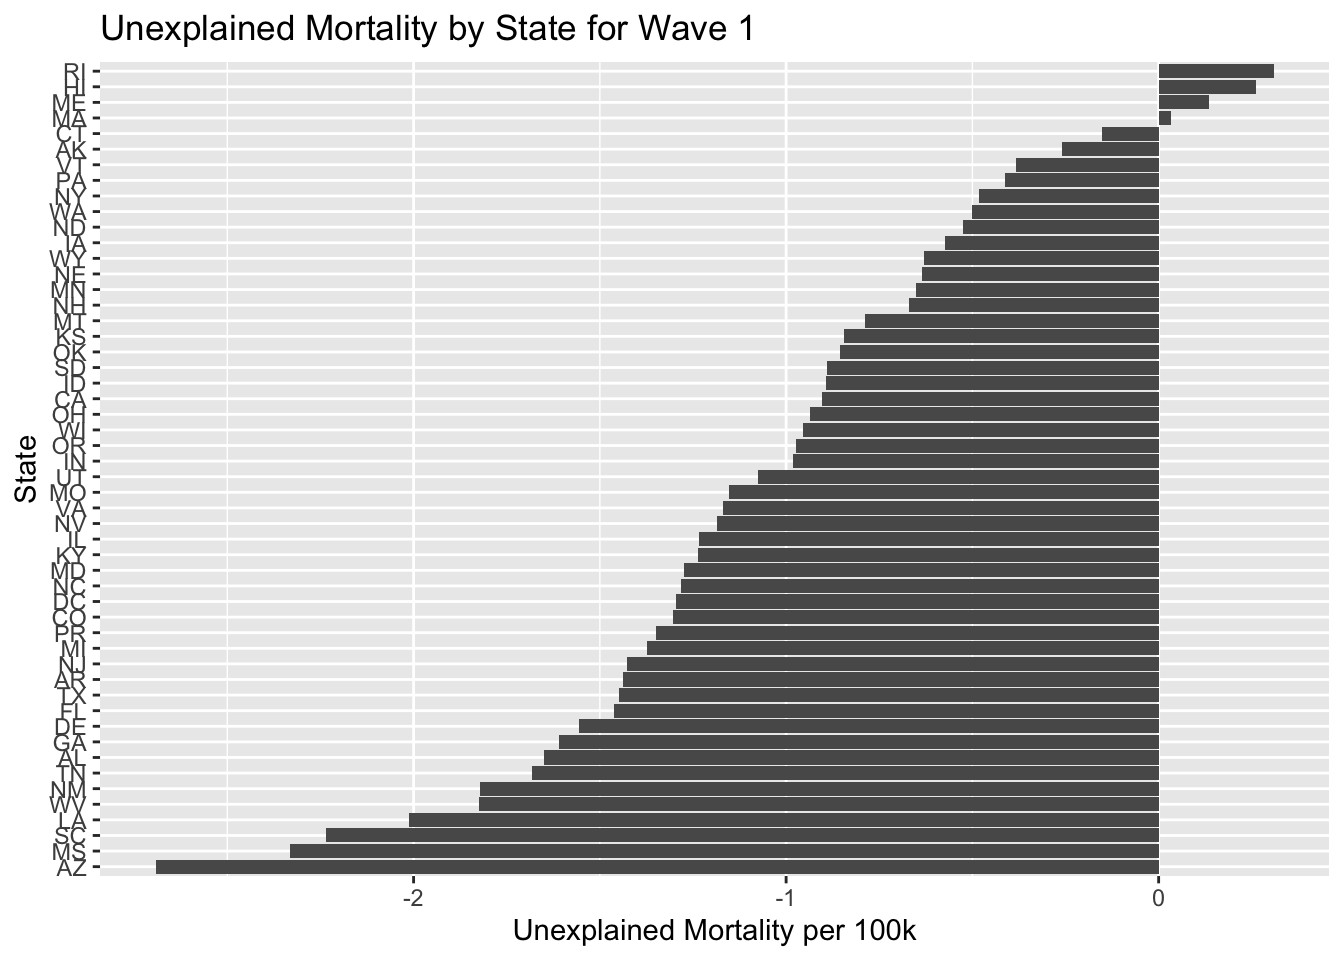 Unexplained Mortality by State for Wave 1
RI
HI
ME
MA
CT
AK
VT
PA
NY
WA
ND
IA
WY
NE
MN
NH
MT
KS
OK
SD
ID
CA
OH
WI
OR
IN
UT
MO
VA
NV
IL
KY
MD
NC
DC
CO
PR
MI
NJ
AR
TX
FL
DE
GA
AL
TN
NM
WV
LA
SC
MS
AZ
State
-2 -1 0
Unexplained Mortality per 100k